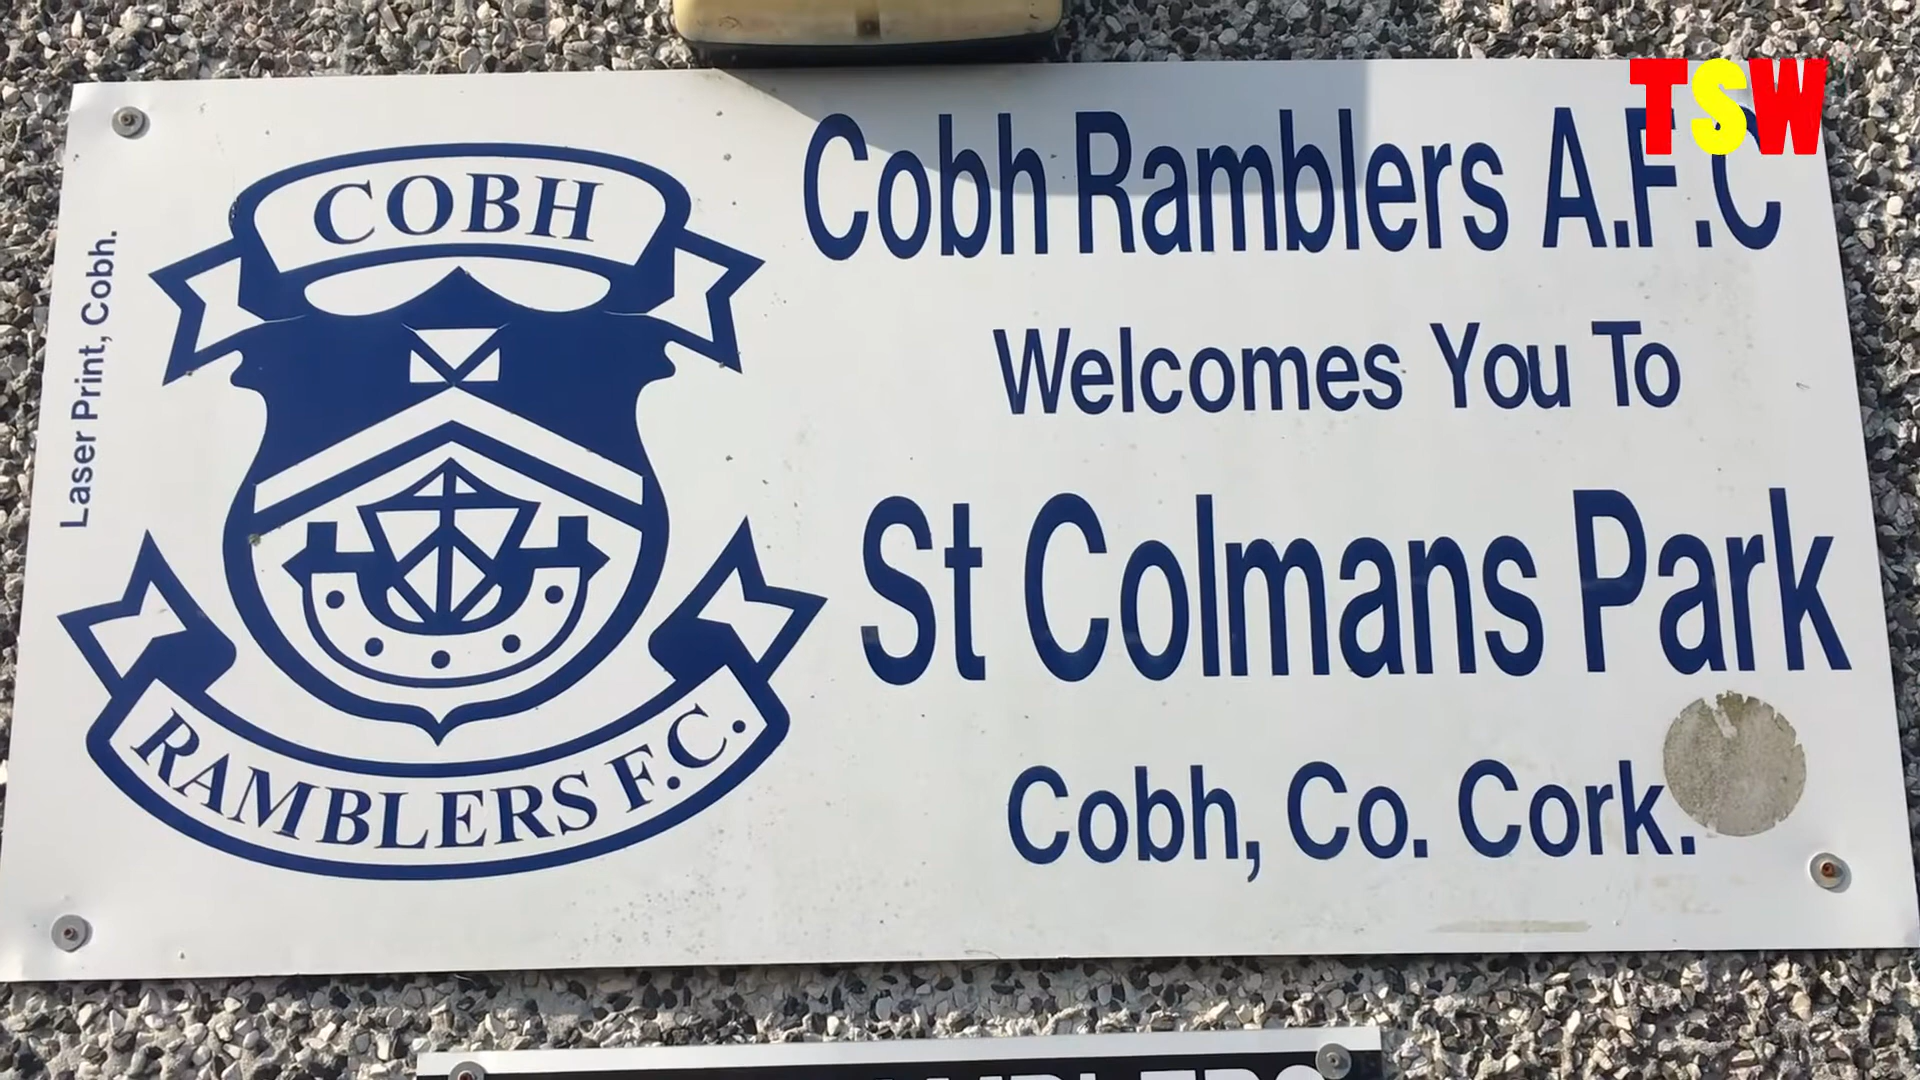 TSW
Cobh Ramblers A.F.C
Welcomes You To
St Colmans Park
Cobh, Co. Cork.
COBH
RAMBLERS F.C.
Laser Print, Cobh.